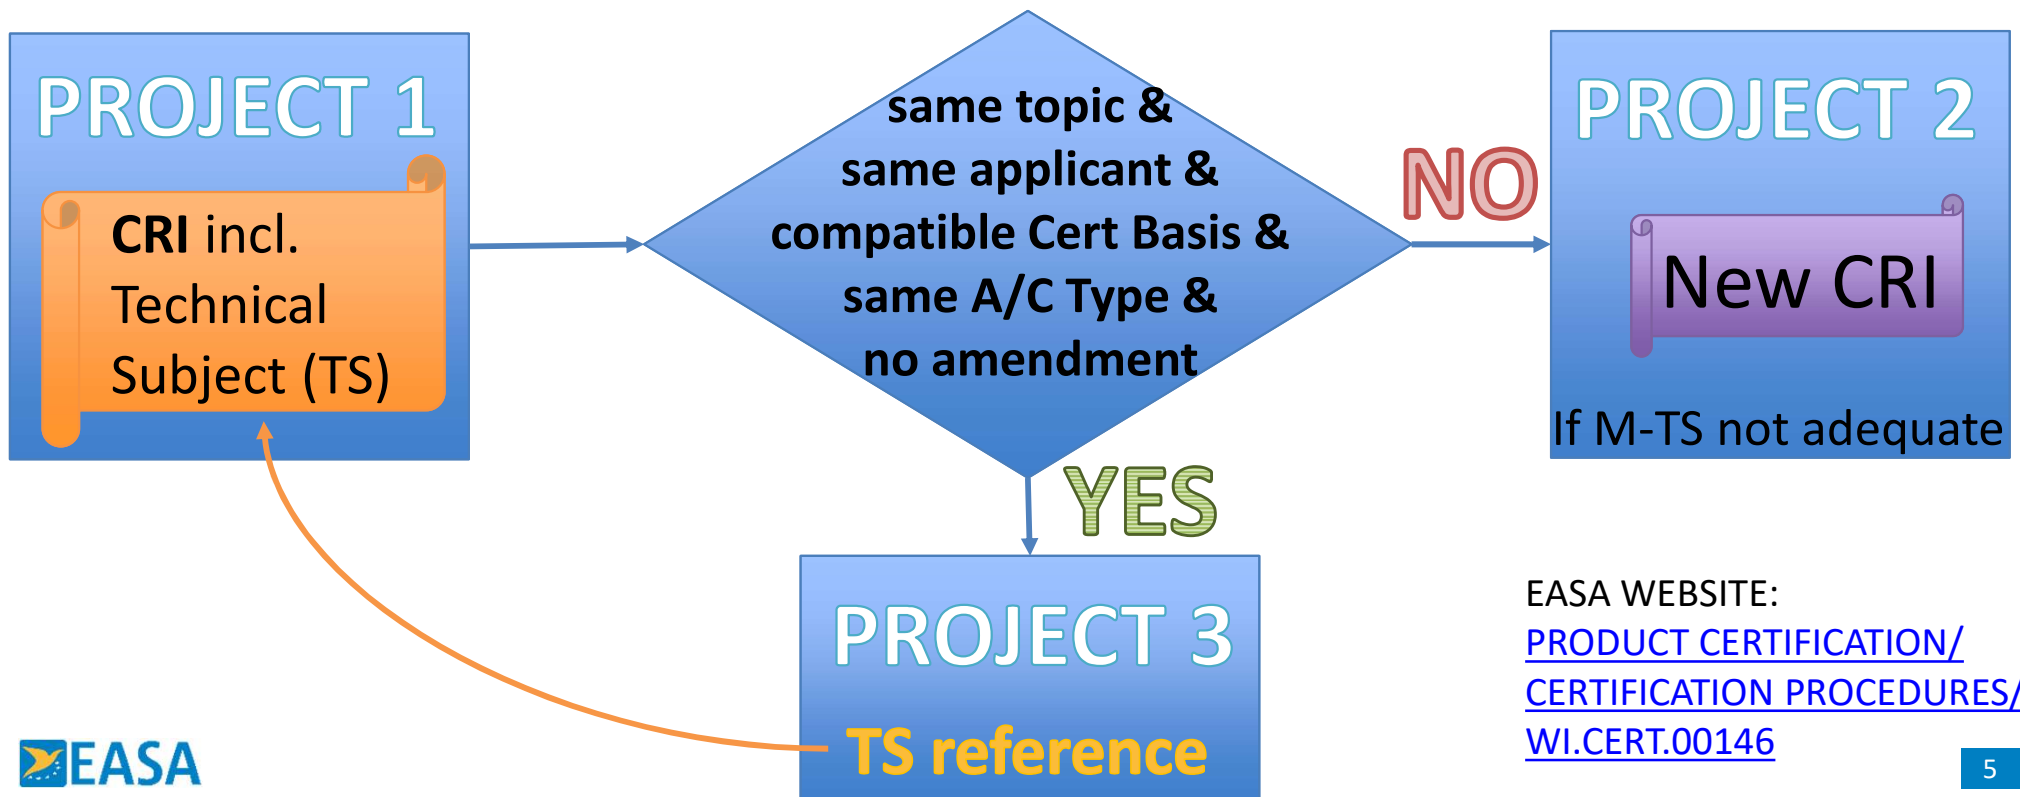 PROJECT 1
CRI incl.
Technical
Subject (TS)
same topic &
same applicant &
compatible Cert Basis &
same A/C Type &
no amendment
NO
PROJECT 2
New CRI
If M-TS not adequate
YES
PROJECT 3
TS reference
EASA WEBSITE:
PRODUCT CERTIFICATION/
CERTIFICATION PROCEDURES/
WI.CERT.00146
EASA
5